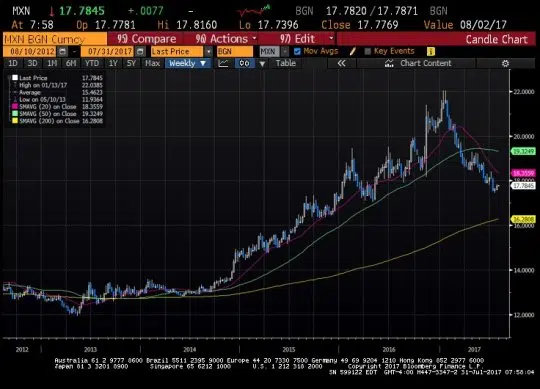 MXN ↓ 17.7845 +.0077 BGN 17.7820 / 17.7871 BGN
At 7:58 Op 17.7781 Hi 17.8160 Lo 17.7396 Close 17.7769 Value 08/02/17
MXN BGN Curncy 9) Compare 9) Actions 9) Edit Candle Chart
08/10/2012 07/31/2017 Last Price BGN MXN Mov Avgs Key Events
1D 3D 1M 6M YTD 1Y 5Y Max Weekly Table Chart Content
Last Price 17.7845
High on 01/13/17 22.0385
Average 15.4623
Low on 05/10/13 11.9364
SMAVG (20) on Close 18.3559
SMAVG (50) on Close 19.3249
SMAVG (200) on Close 16.2808
22.0000
20.0000
19.3249
18.3559
18.0000
17.7845
16.2808
16.0000
14.0000
12.0000
2012 2013 2014 2015 2016 2017
Australia 61 2 9777 8600 Brazil 5511 2395 9000 Europe 44 20 7330 7500 Germany 49 69 9204 1210 Hong Kong 852 2977 6000
Japan 81 3 3201 8900 Singapore 65 6212 1000 U.S. 1 212 318 2000 Copyright 2017 Bloomberg Finance L.P.
SN 599122 EDT GMT-4:00 H447-3347-2 31-Jul-2017 07:58:04